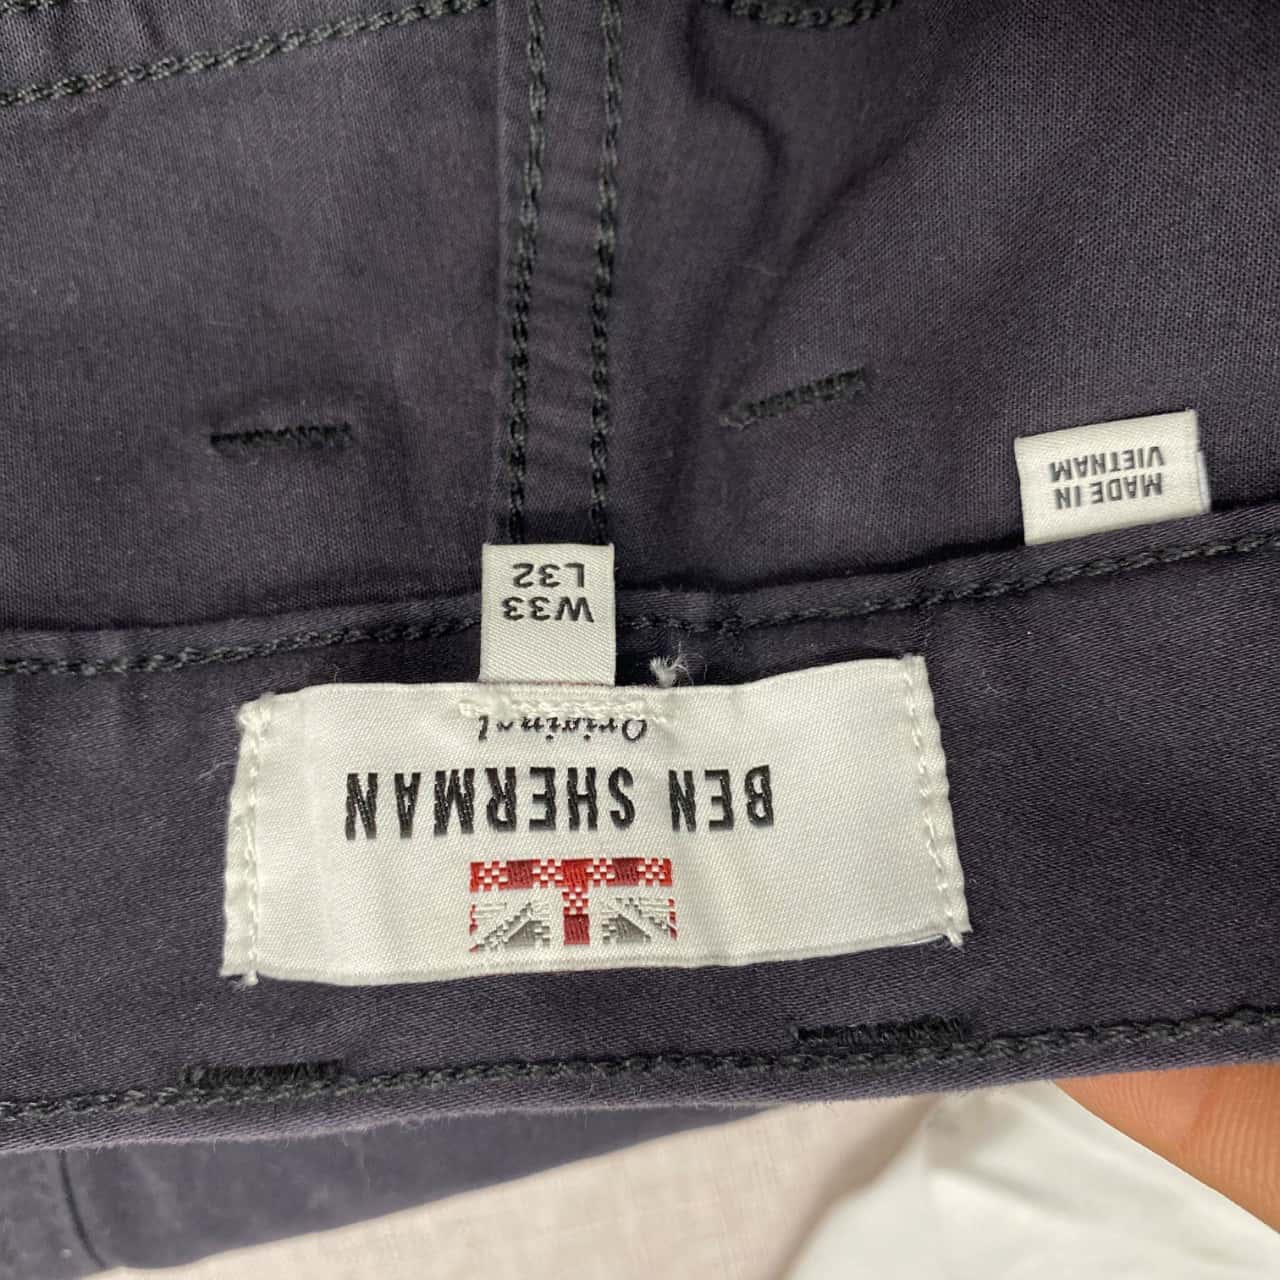 BEN SHERMAN
Original
W33
L32
MADE IN
VIETNAM